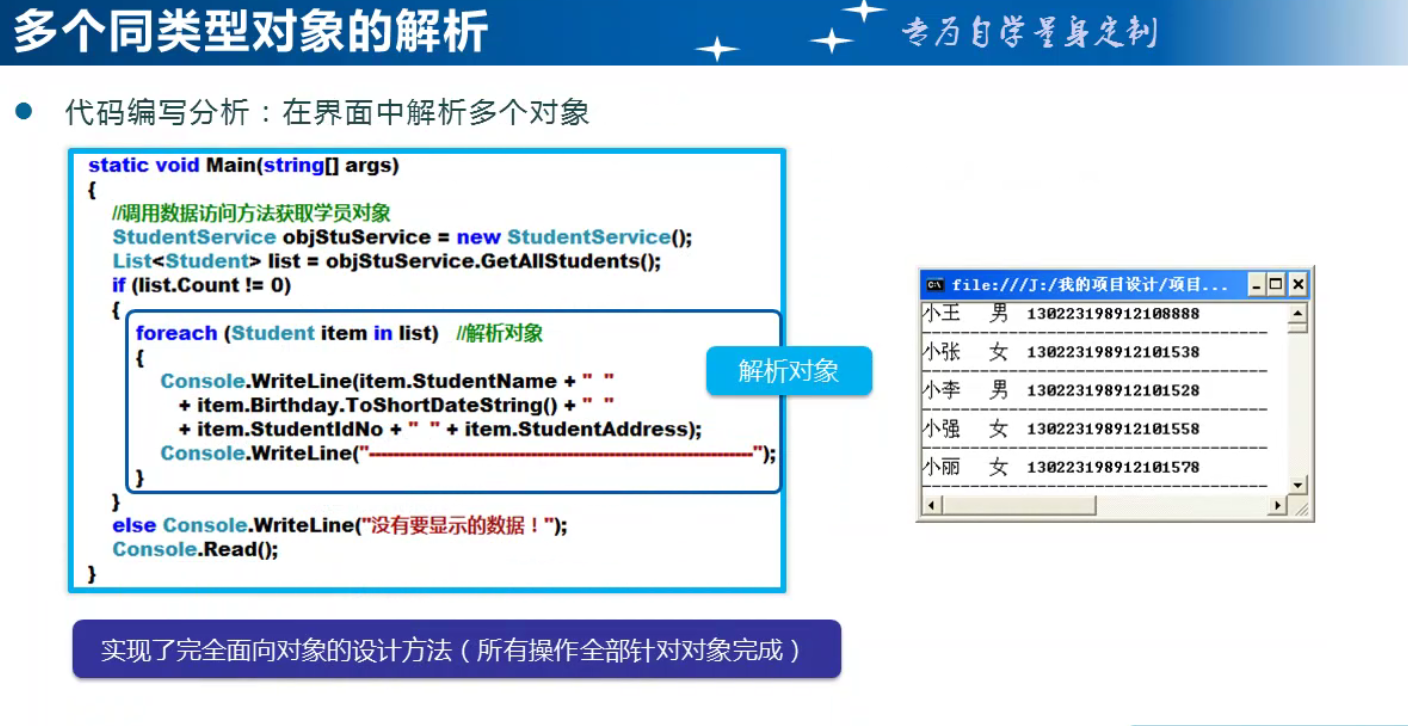 多个同类型对象的解析
专为自学量身定制
代码编写分析：在界面中解析多个对象
static void Main(string[] args)
{
//调用数据访问方法获取学员对象
StudentService objStuService = new StudentService();
List<Student> list = objStuService.GetAllStudents();
if (list.Count != 0)
{
foreach (Student item in list) //解析对象
{
Console.WriteLine(item.StudentName + "  "
+ item.Birthday.ToShortDateString() + "  "
+ item.StudentIdNo + "  " + item.StudentAddress);
Console.WriteLine("----------------------------------------------------------------");
}
}
else Console.WriteLine("没有要显示的数据！");
Console.Read();
}
解析对象
file:///J:/我的项目设计/项目...
小王 男 130223198912108888
小张 女 130223198912101538
小李 男 130223198912101528
小强 女 130223198912101558
小丽 女 130223198912101578
实现了完全面向对象的设计方法（所有操作全部针对对象完成）